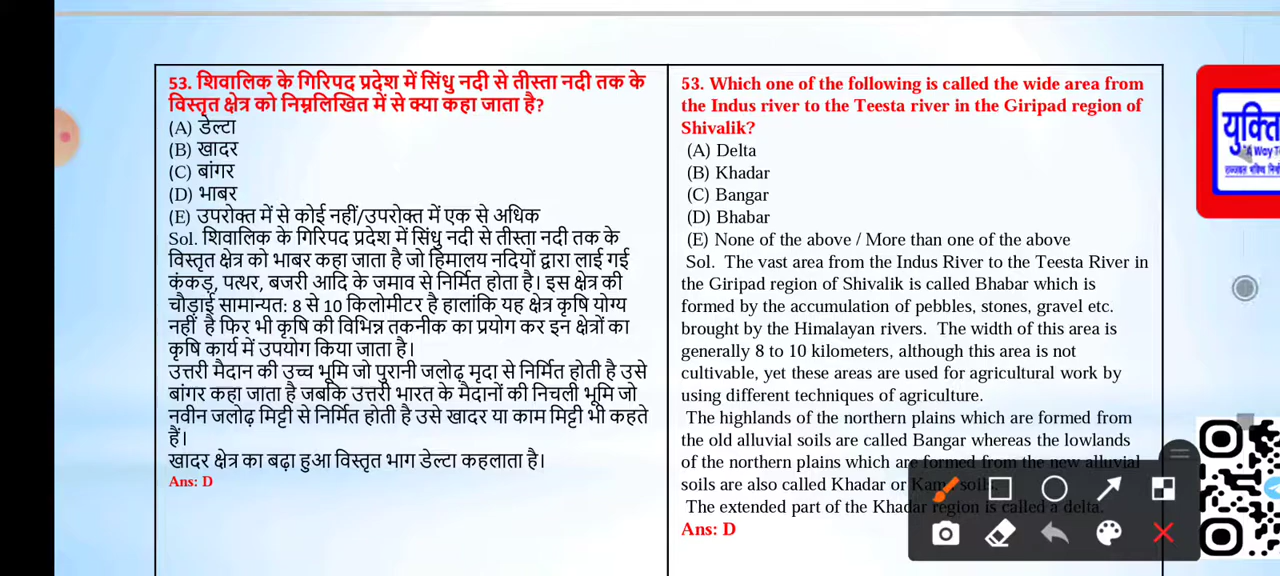 53. शिवालिक के गिरिपद प्रदेश में सिंधु नदी से तीस्ता नदी तक के
विस्तृत क्षेत्र को निम्नलिखित में से क्या कहा जाता है?
(A) डेल्टा
(B) खादर
(C) बांगर
(D) भाबर
(E) उपरोक्त में से कोई नहीं/उपरोक्त में एक से अधिक
Sol. शिवालिक के गिरिपद प्रदेश में सिंधु नदी से तीस्ता नदी तक के
विस्तृत क्षेत्र को भाबर कहा जाता है जो हिमालय नदियों द्वारा लाई गई
कंकड़, पत्थर, बजरी आदि के जमाव से निर्मित होता है। इस क्षेत्र की
चौड़ाई सामान्यत: 8 से 10 किलोमीटर है हालांकि यह क्षेत्र कृषि योग्य
नहीं है फिर भी कृषि की विभिन्न तकनीक का प्रयोग कर इन क्षेत्रों का
कृषि कार्य में उपयोग किया जाता है।
उत्तरी मैदान की उच्च भूमि जो पुरानी जलोढ़ मृदा से निर्मित होती है उसे
बांगर कहा जाता है जबकि उत्तरी भारत के मैदानों की निचली भूमि जो
नवीन जलोढ़ मिट्टी से निर्मित होती है उसे खादर या काम मिट्टी भी कहते
हैं।
खादर क्षेत्र का बढ़ा हुआ विस्तृत भाग डेल्टा कहलाता है।
Ans: D
53. Which one of the following is called the wide area from
the Indus river to the Teesta river in the Giripad region of
Shivalik?
(A) Delta
(B) Khadar
(C) Bangar
(D) Bhabar
(E) None of the above / More than one of the above
Sol. The vast area from the Indus River to the Teesta River in
the Giripad region of Shivalik is called Bhabar which is
formed by the accumulation of pebbles, stones, gravel etc.
brought by the Himalayan rivers. The width of this area is
generally 8 to 10 kilometers, although this area is not
cultivable, yet these areas are used for agricultural work by
using different techniques of agriculture.
The highlands of the northern plains which are formed from
the old alluvial soils are called Bangar whereas the lowlands
of the northern plains which are formed from the new alluvial
soils are also called Khadar or soils.
The extended part of the Khadar region is called a delta.
Ans: D
युक्ति